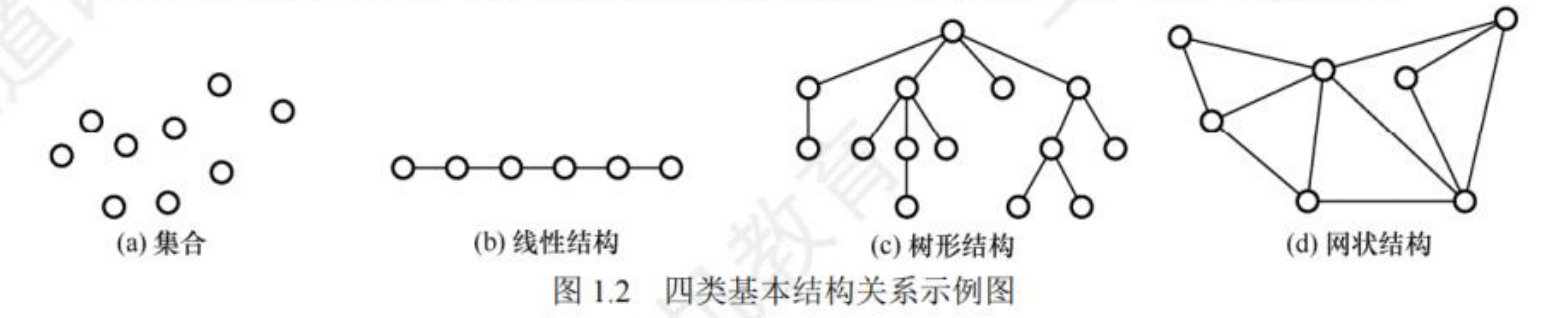 (a) 集合
(b) 线性结构
(c) 树形结构
(d) 网状结构
图 1.2 四类基本结构关系示例图